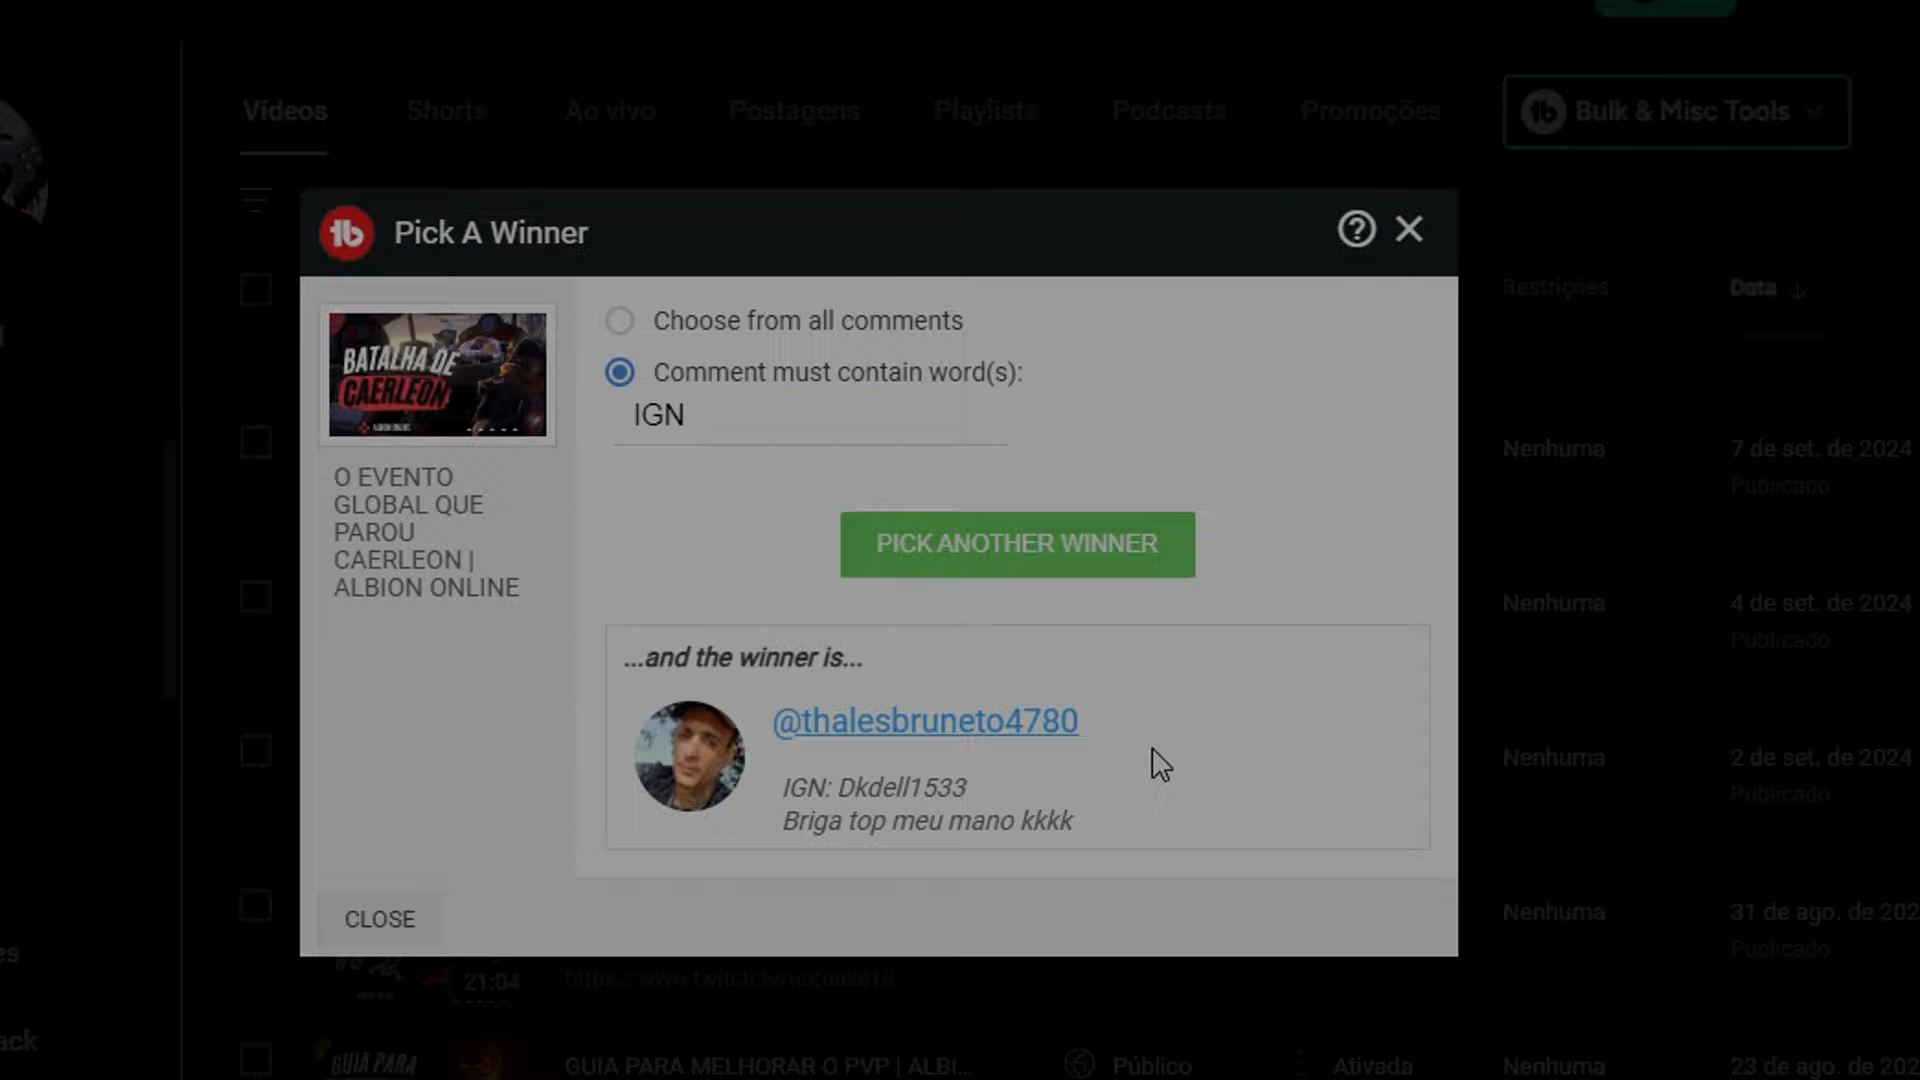 Vídeos
Shorts
Ao vivo
Postagens
Playlists
Podcasts
Promoções
Bulk & Misc Tools
Pick A Winner
Restrições
Data
Choose from all comments
Comment must contain word(s):
IGN
BATALHA DE
CAERLEON
O EVENTO
GLOBAL QUE
PAROU
CAERLEON |
ALBION ONLINE
PICK ANOTHER WINNER
...and the winner is...
@thalesbruneto4780
IGN: Dkdell1533
Briga top meu mano kkkk
CLOSE
Nenhuma
7 de set. de 2024
Publicado
Nenhuma
4 de set. de 2024
Publicado
Nenhuma
2 de set. de 2024
Publicado
Nenhuma
31 de ago. de 202
Publicado
es
21:04
ack
GUIA PARA
GUIA PARA MELHORAR O PVP | ALBI...
Público
Ativada
Nenhuma
23 de ago. de 202